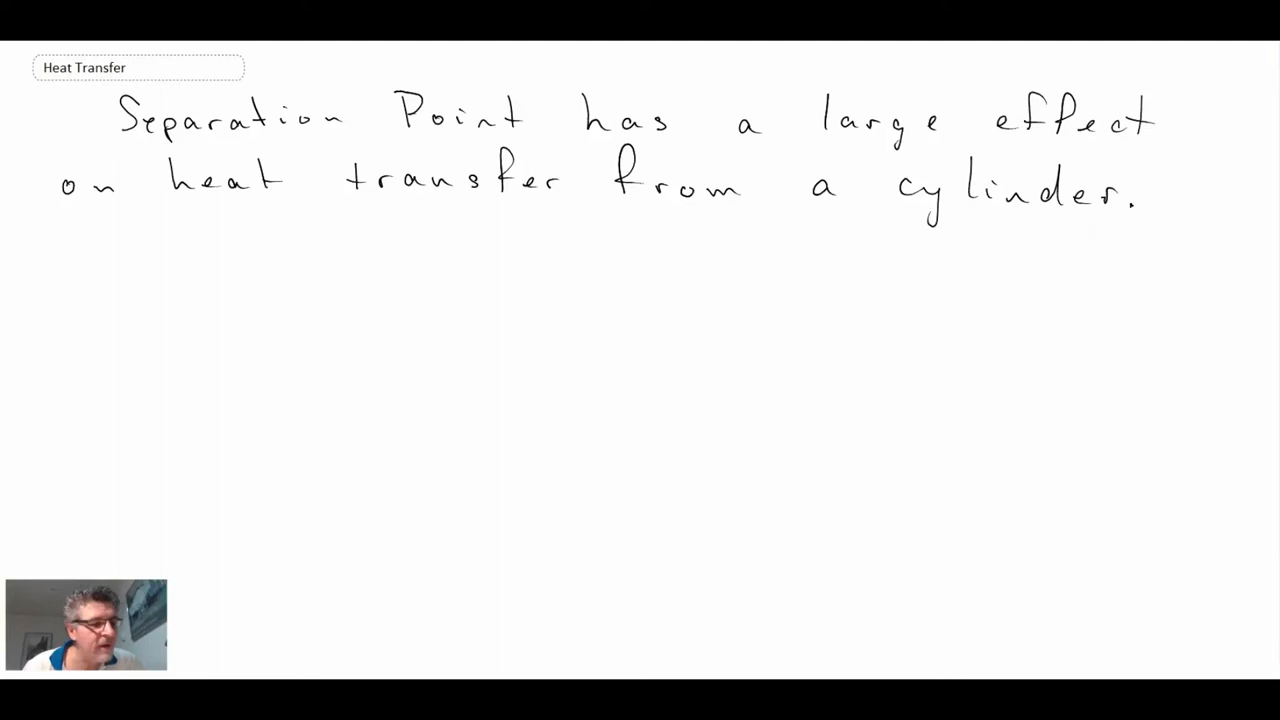 Heat Transfer
Separation Point has a large effect
on heat transfer from a cylinder.